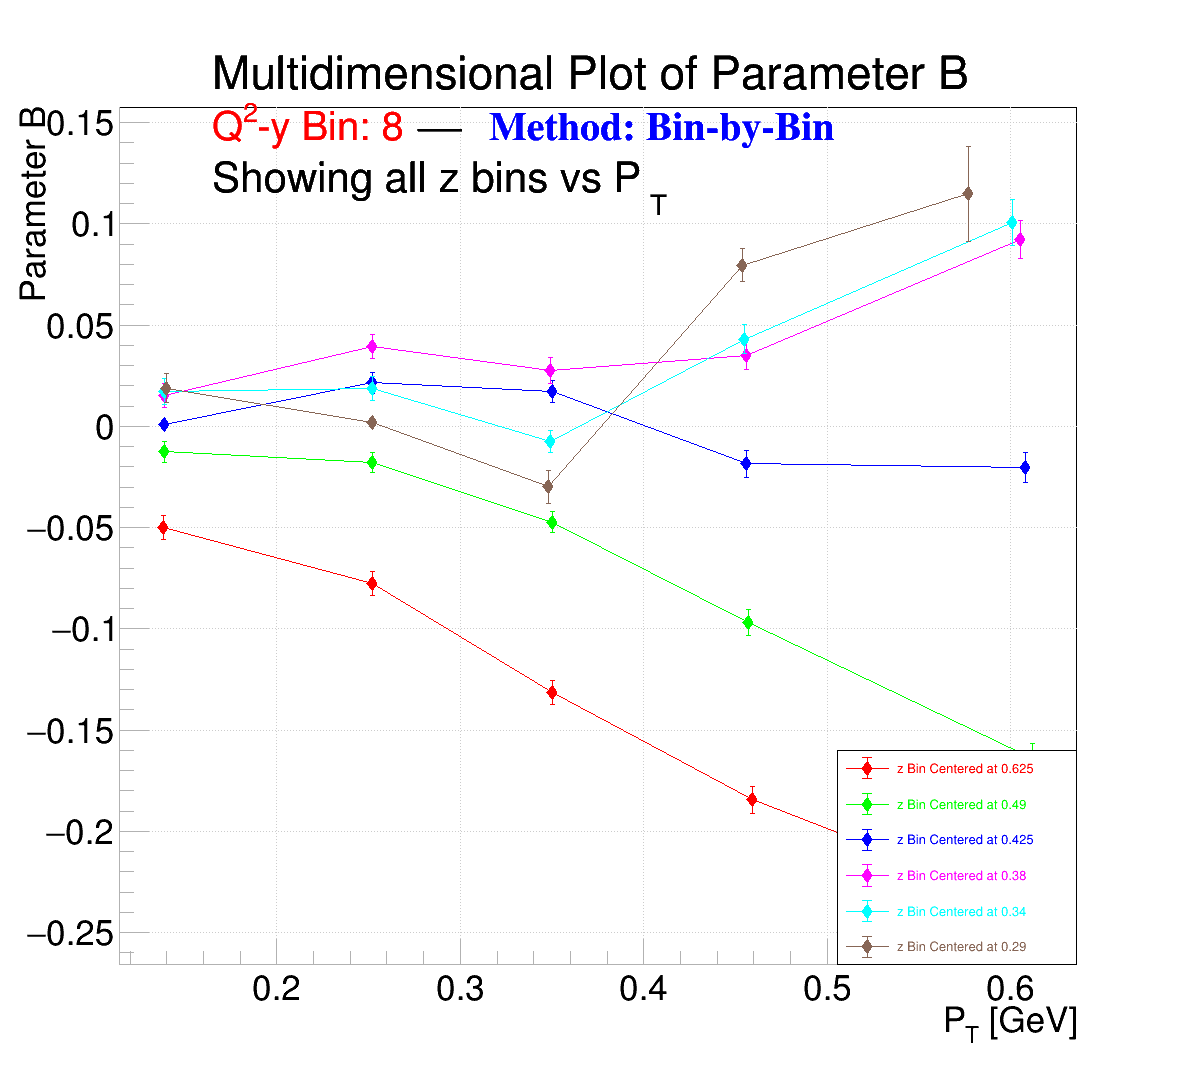 Multidimensional Plot of Parameter B
Q²-y Bin: 8 — Method: Bin-by-Bin
Showing all z bins vs P_T
Parameter B
0.15
0.1
0.05
0
−0.05
−0.1
−0.15
−0.2
−0.25
z Bin Centered at 0.625
z Bin Centered at 0.49
z Bin Centered at 0.425
z Bin Centered at 0.38
z Bin Centered at 0.34
z Bin Centered at 0.29
0.2 0.3 0.4 0.5 0.6
P_T [GeV]